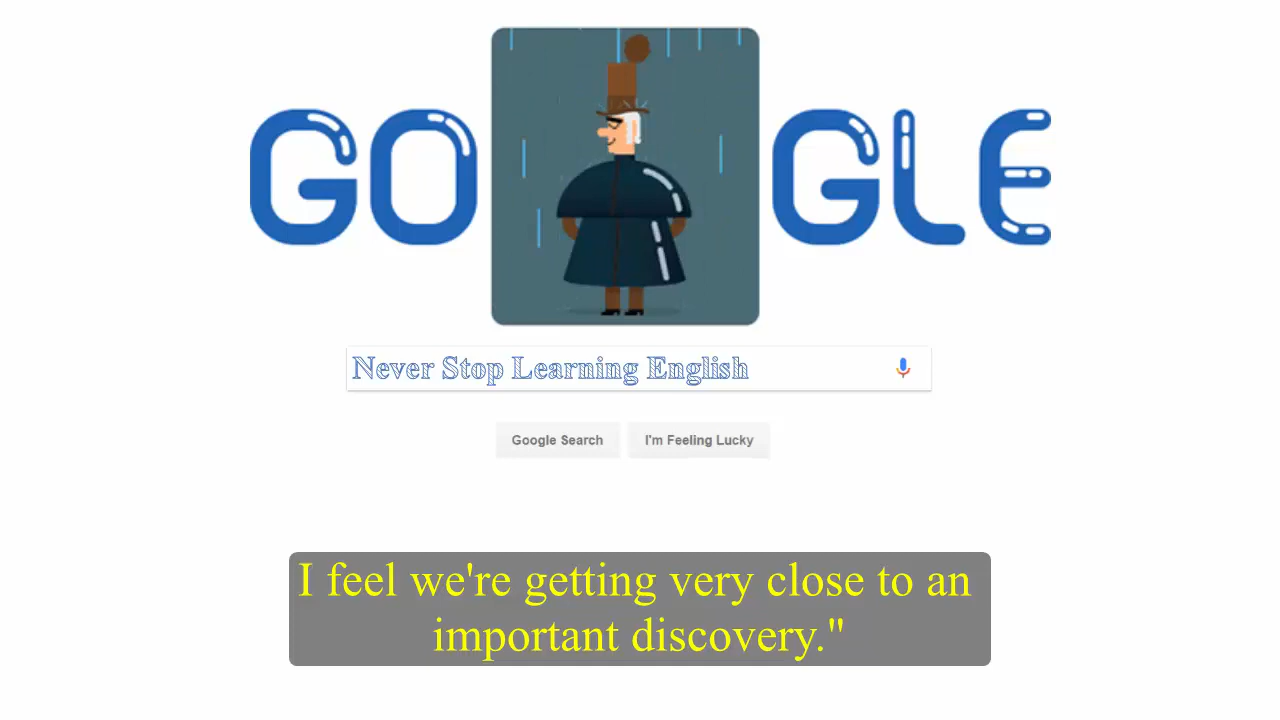 GO GLE
Never Stop Learning English
Google Search I'm Feeling Lucky
I feel we're getting very close to an
important discovery."